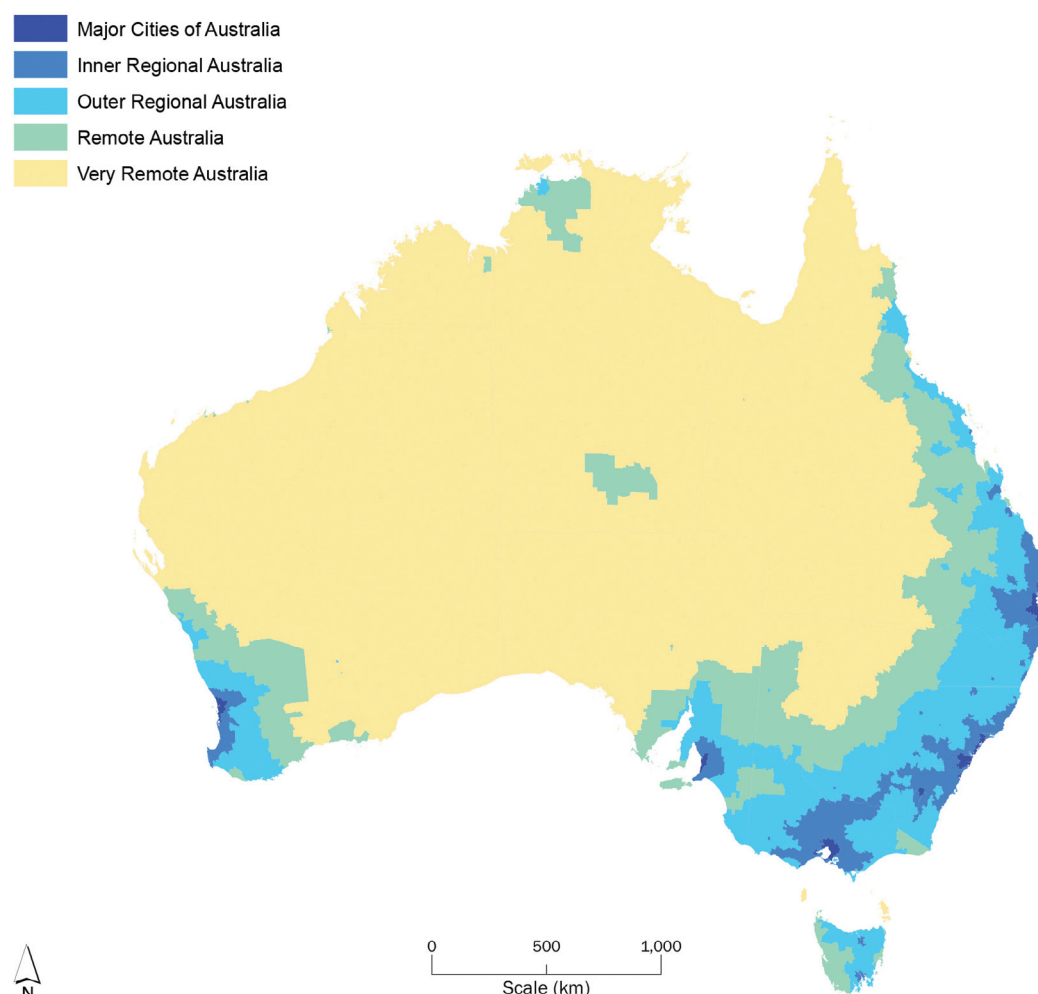 Major Cities of Australia
Inner Regional Australia
Outer Regional Australia
Remote Australia
Very Remote Australia
0 500 1,000
Scale (km)
N